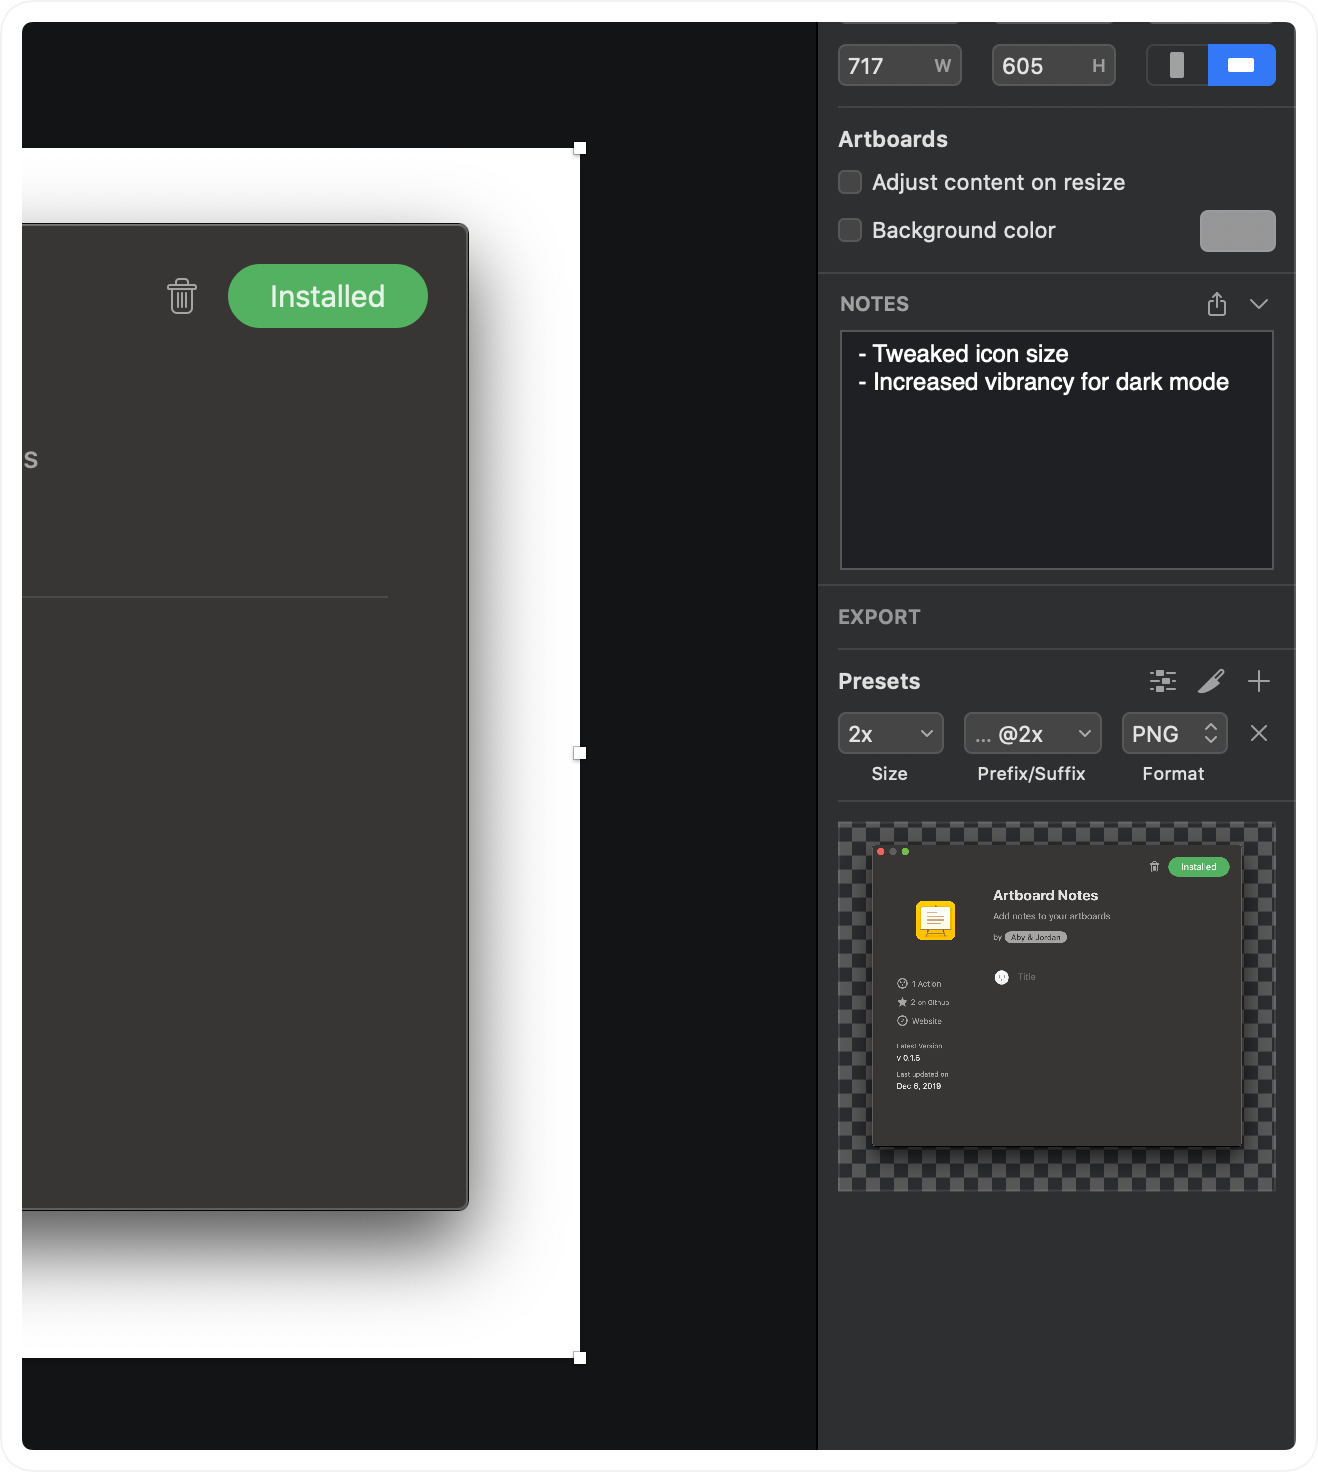 717 W 605 H
Artboards
Adjust content on resize
Background color
Installed
NOTES
- Tweaked icon size
- Increased vibrancy for dark mode
s
EXPORT
Presets
2x ... @2x PNG
Size Prefix/Suffix Format
Installed
Artboard Notes
Add notes to your artboards
by Aby & Jordan
Title
1 Action
2 on Github
Website
Latest Version
v 0.1.6
Last updated on
Dec 6, 2019